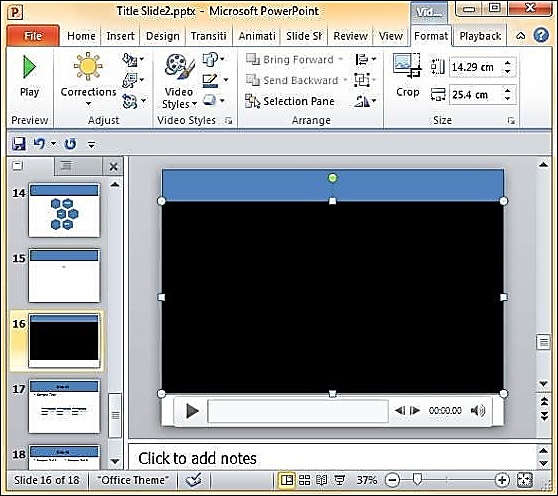 Title Slide2.pptx - Microsoft PowerPoint
Vid...
File Home Insert Design Transiti Animati Slide Sh Review View Format Playback
Play
Corrections
Video Styles
Bring Forward
Send Backward
Selection Pane
Crop
14.29 cm
25.4 cm
Preview Adjust Video Styles Arrange Size
14
15
16
17
18
00:00.00
Click to add notes
Slide 16 of 18 "Office Theme" 37%